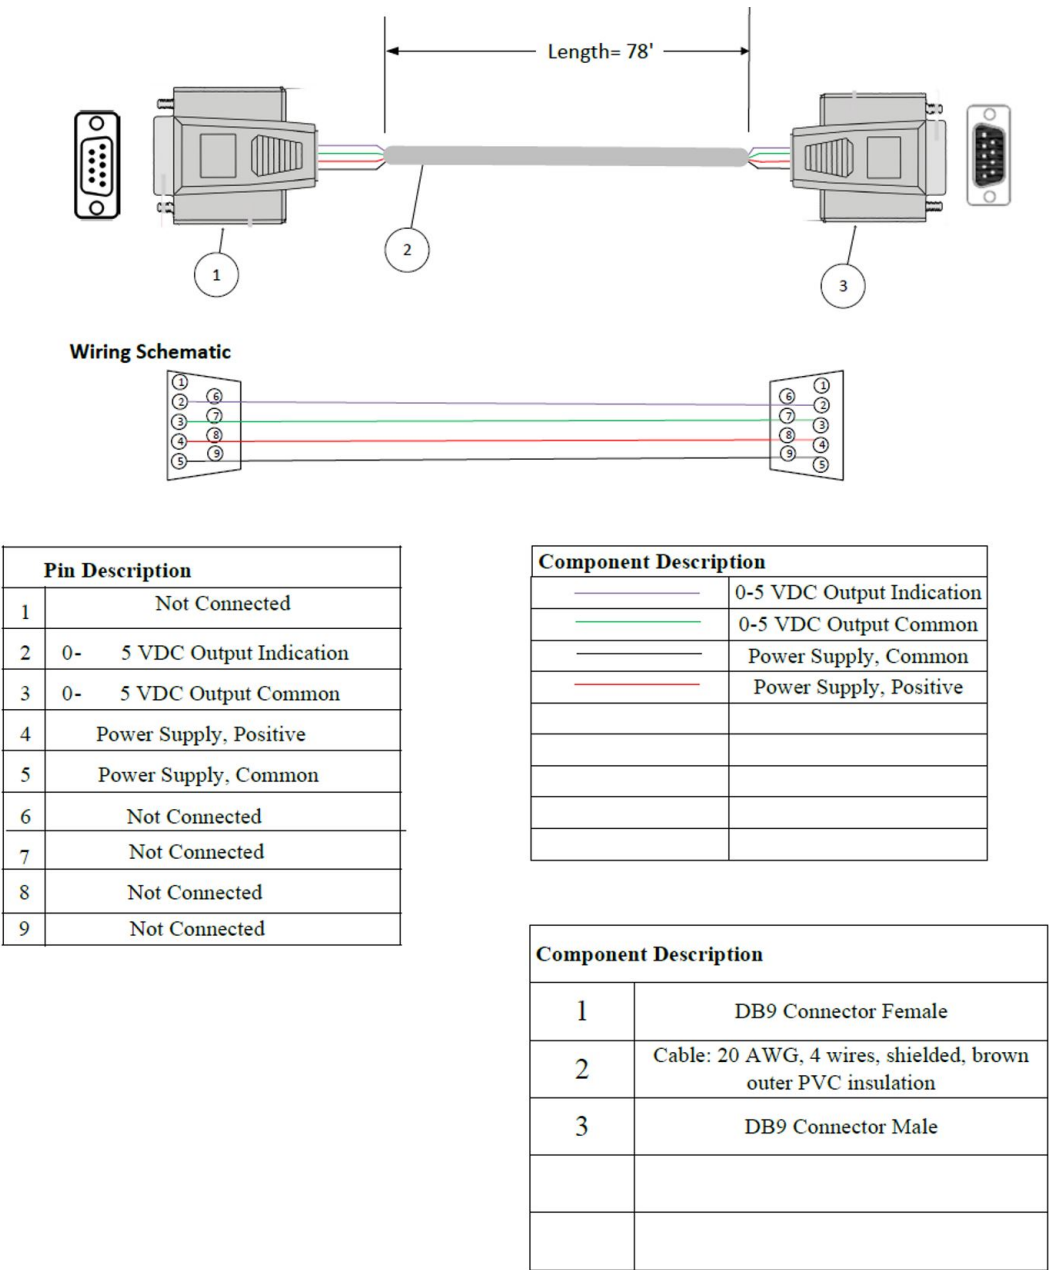 Length= 78'
1
2
3
Wiring Schematic
1
2
3
4
5
6
7
8
9
6
7
8
9
1
2
3
4
5
Pin Description
1 Not Connected
2 0- 5 VDC Output Indication
3 0- 5 VDC Output Common
4 Power Supply, Positive
5 Power Supply, Common
6 Not Connected
7 Not Connected
8 Not Connected
9 Not Connected
Component Description
0-5 VDC Output Indication
0-5 VDC Output Common
Power Supply, Common
Power Supply, Positive
Component Description
1 DB9 Connector Female
2 Cable: 20 AWG, 4 wires, shielded, brown
outer PVC insulation
3 DB9 Connector Male